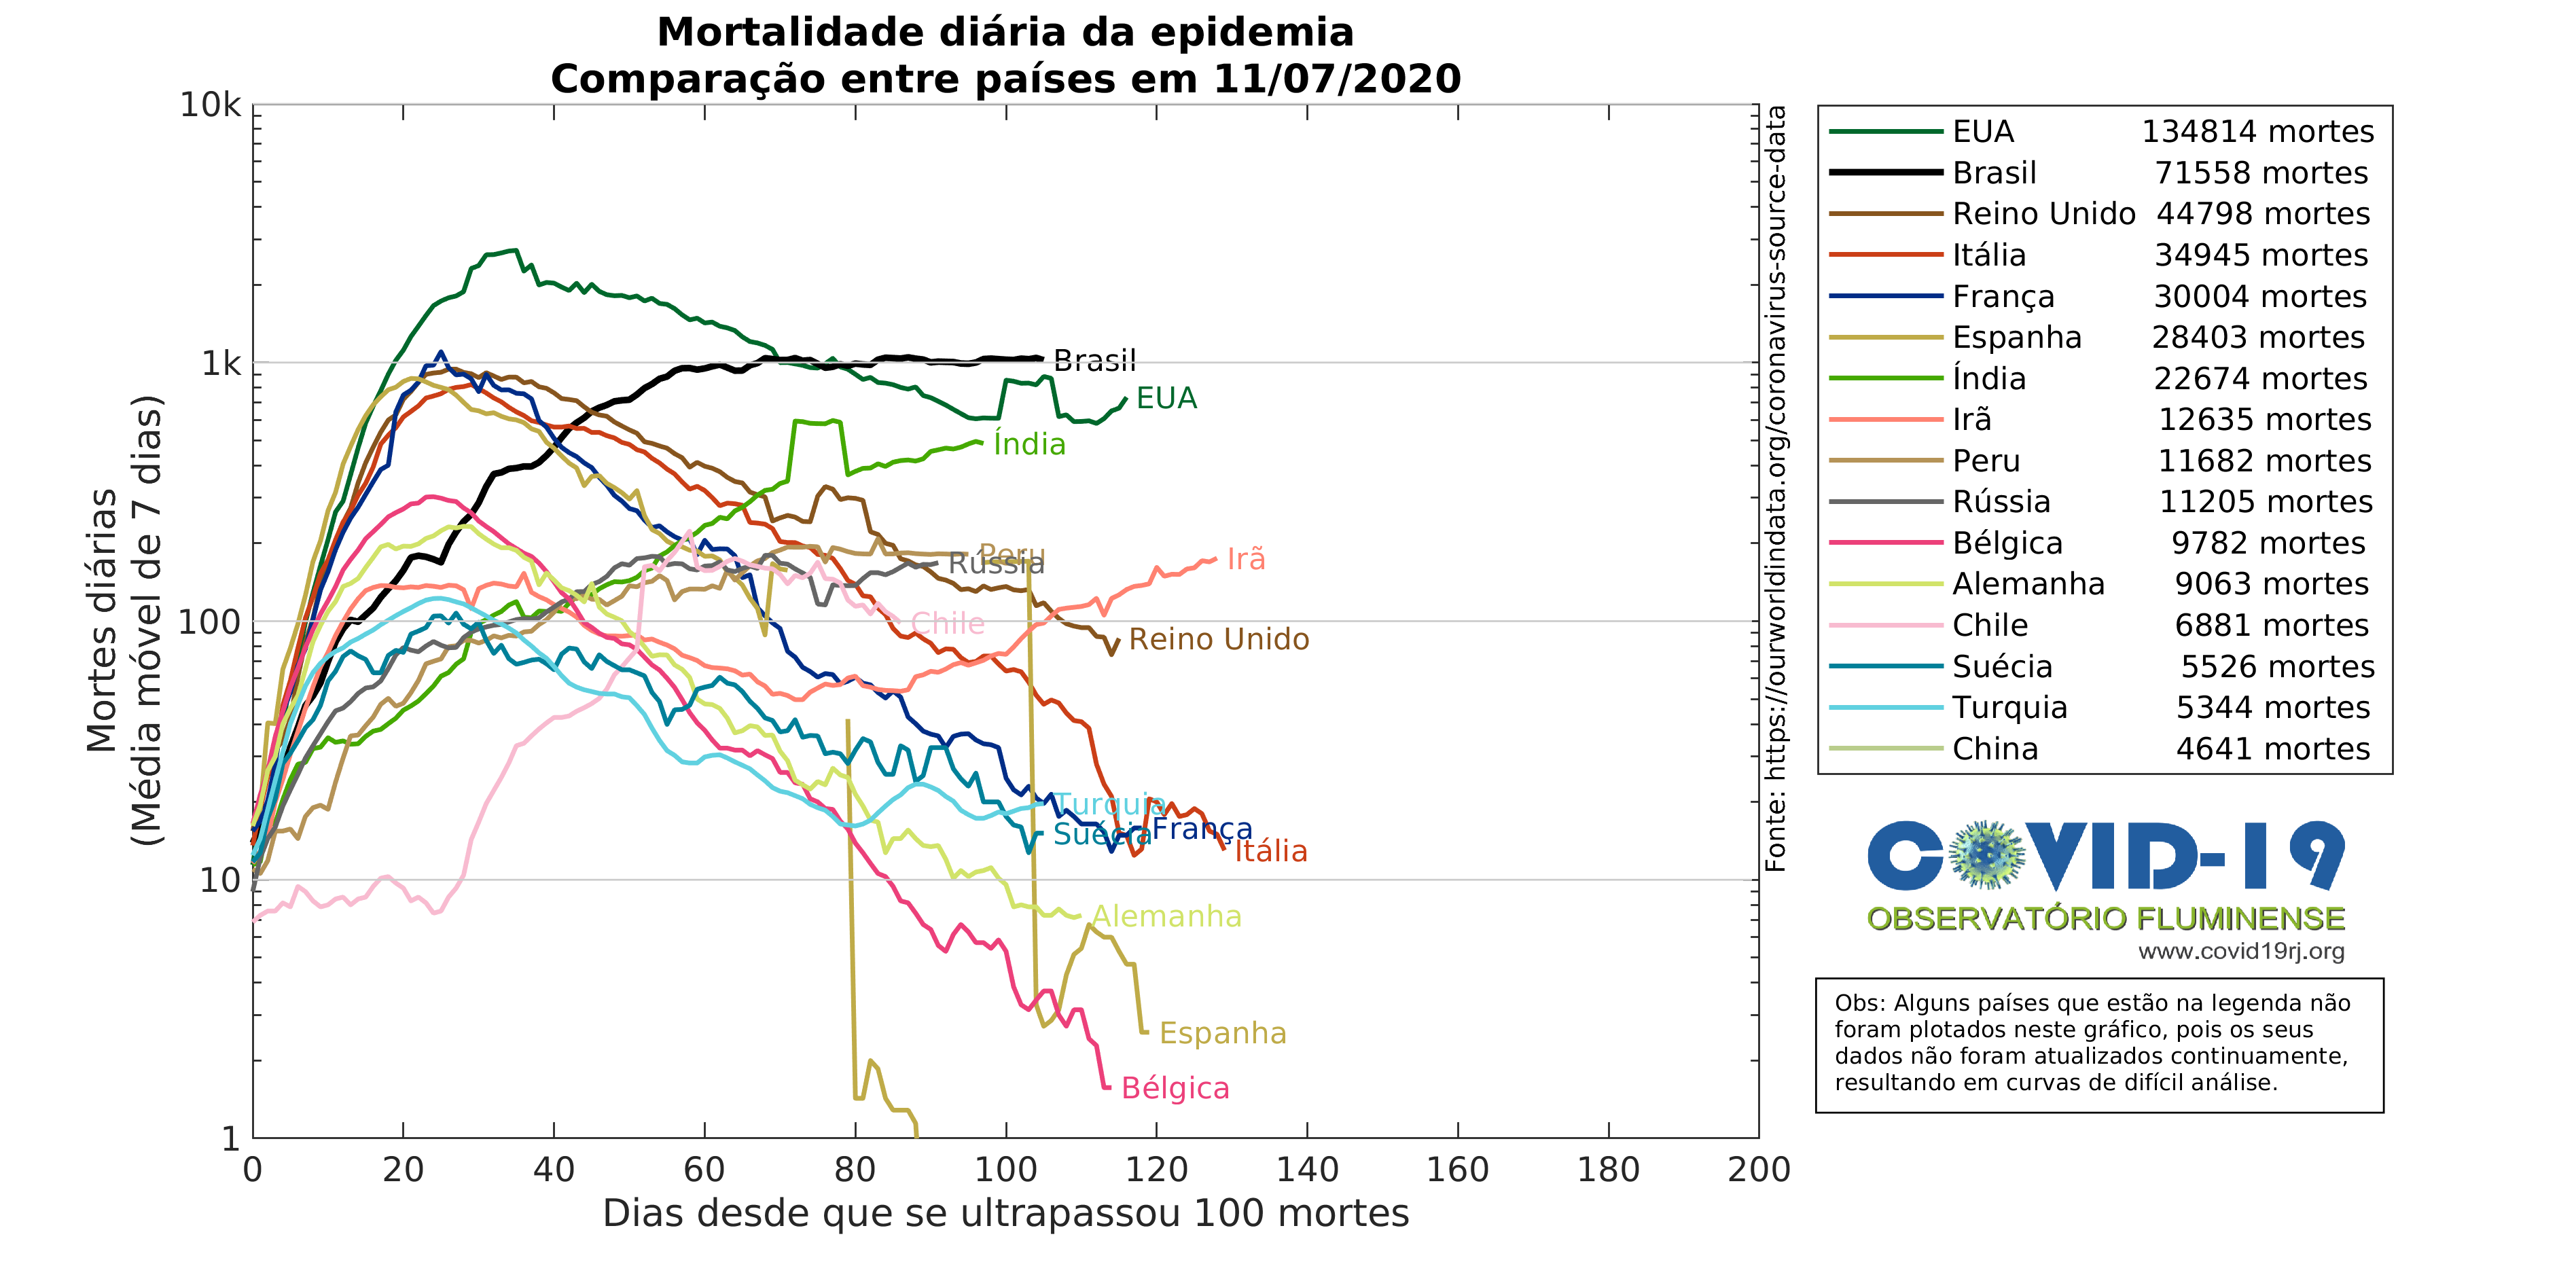 Mortalidade diária da epidemia
Comparação entre países em 11/07/2020
Mortes diárias
(Média móvel de 7 dias)
10k
1k
100
10
1
0 20 40 60 80 100 120 140 160 180 200
Dias desde que se ultrapassou 100 mortes
Brasil
EUA
Índia
Peru
Rússia
Irã
Chile
Reino Unido
Turquia
Suécia
França
Itália
Alemanha
Espanha
Bélgica
Fonte: https://ourworldindata.org/coronavirus-source-data
EUA 134814 mortes
Brasil 71558 mortes
Reino Unido 44798 mortes
Itália 34945 mortes
França 30004 mortes
Espanha 28403 mortes
Índia 22674 mortes
Irã 12635 mortes
Peru 11682 mortes
Rússia 11205 mortes
Bélgica 9782 mortes
Alemanha 9063 mortes
Chile 6881 mortes
Suécia 5526 mortes
Turquia 5344 mortes
China 4641 mortes
COVID-19
OBSERVATÓRIO FLUMINENSE
www.covid19rj.org
Obs: Alguns países que estão na legenda não
foram plotados neste gráfico, pois os seus
dados não foram atualizados continuamente,
resultando em curvas de difícil análise.